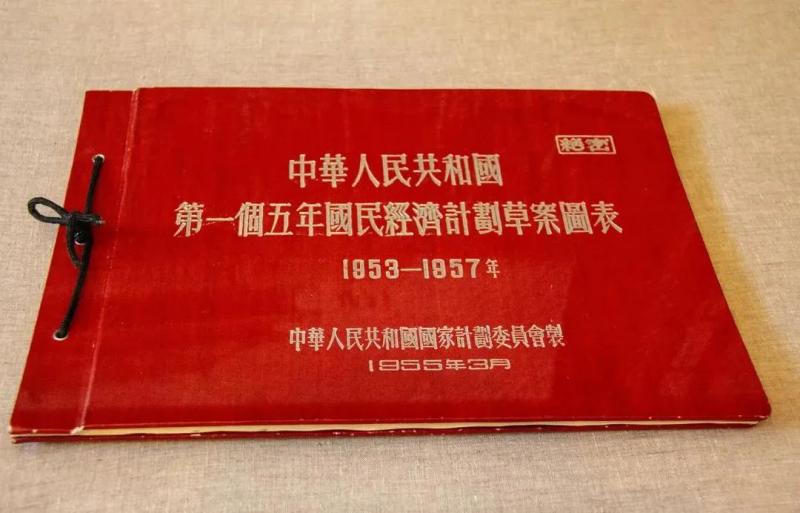 絕密
中華人民共和國
第一個五年國民經濟計劃草案圖表
1953—1957年
中華人民共和國國家計劃委員會製
1955年3月